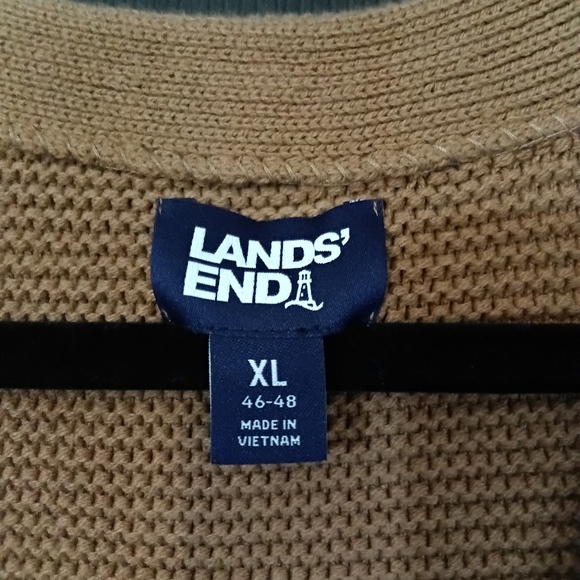 LANDS'
END
XL
46-48
MADE IN
VIETNAM